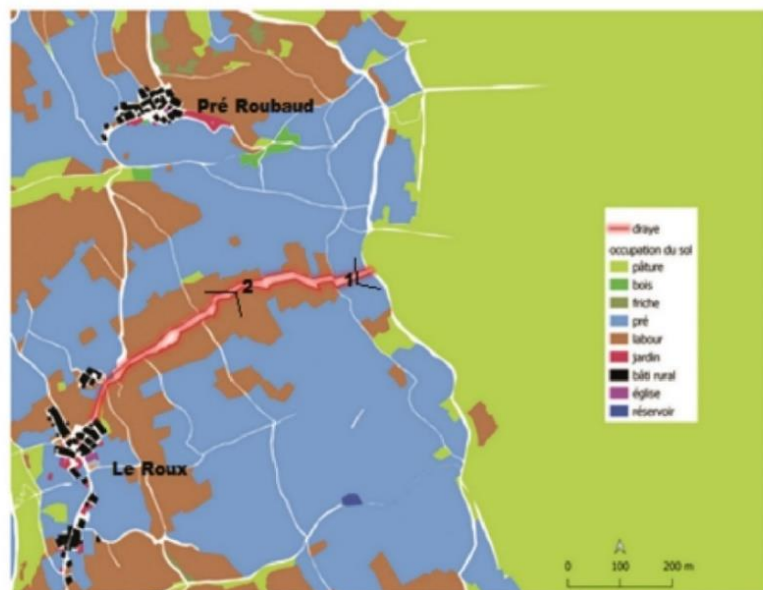 Pré Roubaud
draye
occupation du sol
pâture
bois
friche
pré
labour
jardin
bâti rural
église
réservoir
1
2
Le Roux
0 100 200 m